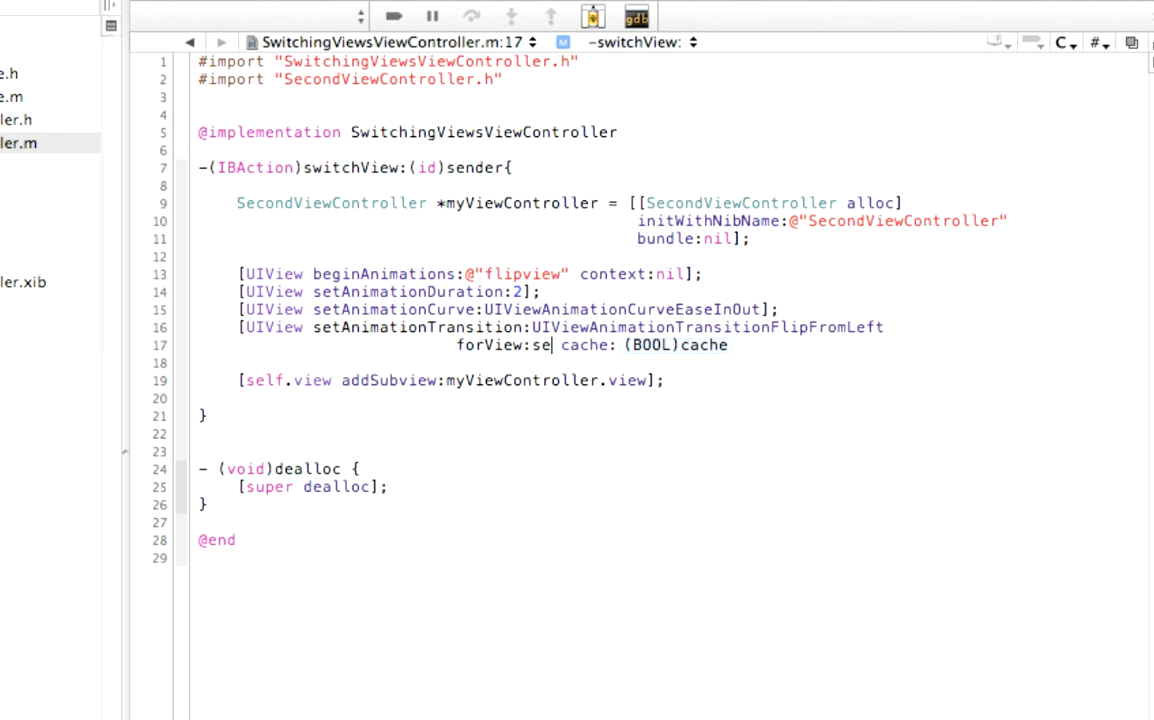 gdb
SwitchingViewsViewController.m:17 M -switchView:
C #
e.h
e.m
ler.h
ler.m
ler.xib
1 #import "SwitchingViewsViewController.h"
2 #import "SecondViewController.h"
3
4
5 @implementation SwitchingViewsViewController
6
7 -(IBAction)switchView:(id)sender{
8
9 SecondViewController *myViewController = [[SecondViewController alloc]
10 initWithNibName:@"SecondViewController"
11 bundle:nil];
12
13 [UIView beginAnimations:@"flipview" context:nil];
14 [UIView setAnimationDuration:2];
15 [UIView setAnimationCurve:UIViewAnimationCurveEaseInOut];
16 [UIView setAnimationTransition:UIViewAnimationTransitionFlipFromLeft
17 forView:se cache: (BOOL)cache
18
19 [self.view addSubview:myViewController.view];
20
21 }
22
23
24 - (void)dealloc {
25 [super dealloc];
26 }
27
28 @end
29